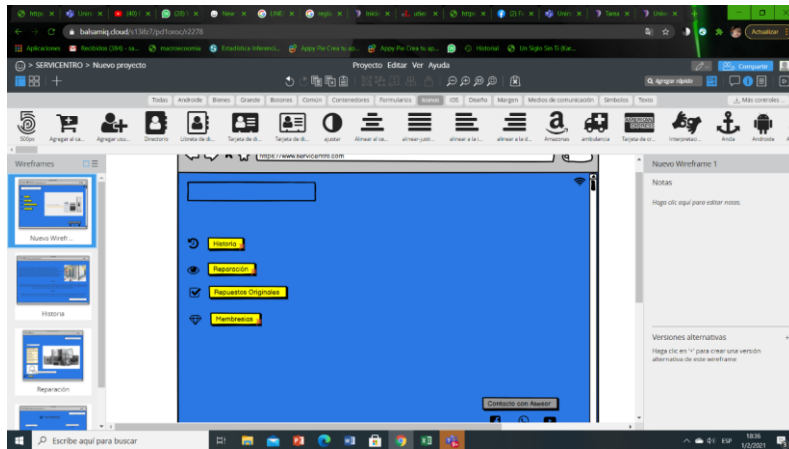 balsamiq.cloud/s13ifz7/pd1oroc/r2278
Actualizar
Aplicaciones
Recibidos (384) - sa...
macroeconomia
Estadística Inferenci...
Appy Pie Crea tu ap...
Appy Pie Crea tu ap...
Historial
Un Siglo Sin Ti (Kar...
> SERVICENTRO > Nuevo proyecto
Proyecto Editar Ver Ayuda
Compartir
Agregar rápido
Todas
Androide
Bienes
Grande
Botones
Común
Contenedores
Formularios
Iconos
iOS
Diseño
Margen
Medios de comunicación
Símbolos
Texto
Más controles...
500px
Agregar al ca...
Agregar usu...
Directorio
Libreta de di...
Tarjeta de di...
Tarjeta de di...
ajustar
Alinear al ce...
alinear-justi...
alinear a la i...
alinear a la d...
Amazonas
ambulancia
Tarjeta de cr...
Interpretaci...
Ancla
Androide
Wireframes
Nuevo Wirefr...
Historia
Reparación
https://www.servicentro.com
Historia
Reparación
Repuestos Originales
Membresias
Contacto con Asesor
Nuevo Wireframe 1
Notas
Haga clic aquí para editar notas.
Versiones alternativas
Haga clic en '+' para crear una versión
alternativa de este wireframe
Escribe aquí para buscar
ESP
18:36
1/2/2021